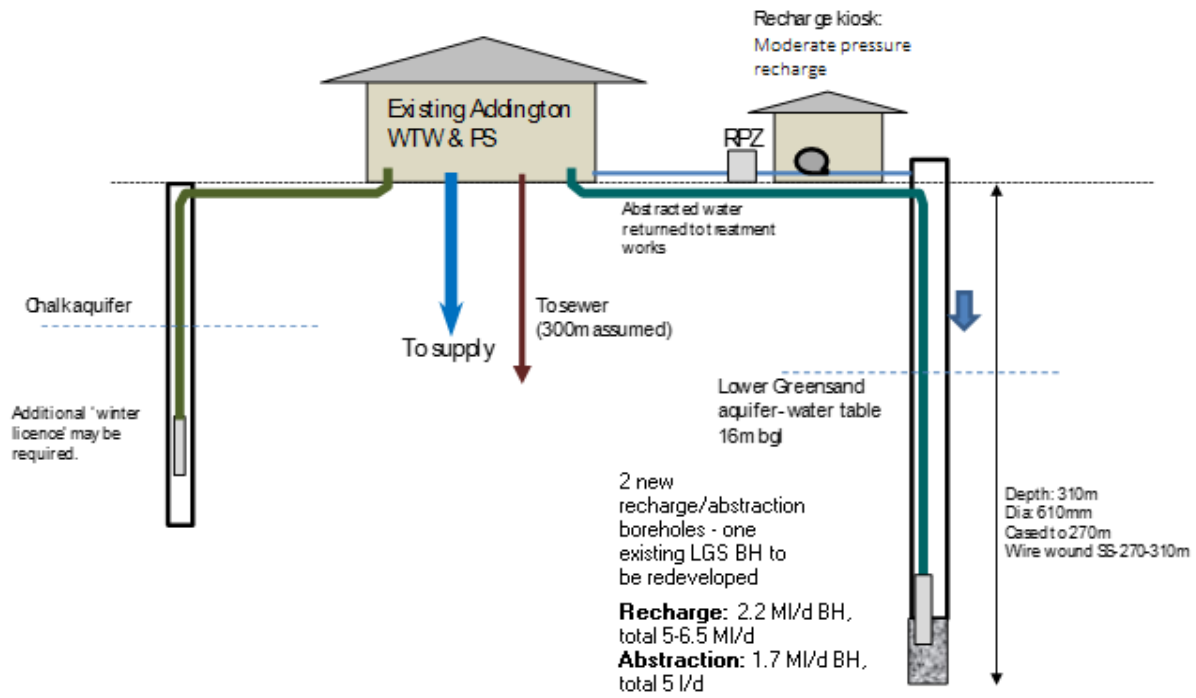 Recharge kiosk:
Moderate pressure
recharge
Existing Addington
WTW & PS
RPZ
Abstracted water
returned to treatment
works
Chalk aquifer
To sewer
(300m assumed)
To supply
Lower Greensand
aquifer- water table
16m bgl
Additional 'winter
licence' may be
required.
2 new
recharge/abstraction
boreholes - one
existing LGS BH to
be redeveloped
Recharge: 2.2 Ml/d BH,
total 5-6.5 Ml/d
Abstraction: 1.7 Ml/d BH,
total 5 l/d
Depth: 310m
Dia: 610mm
Cased to 270m
Wire wound SS-270-310m